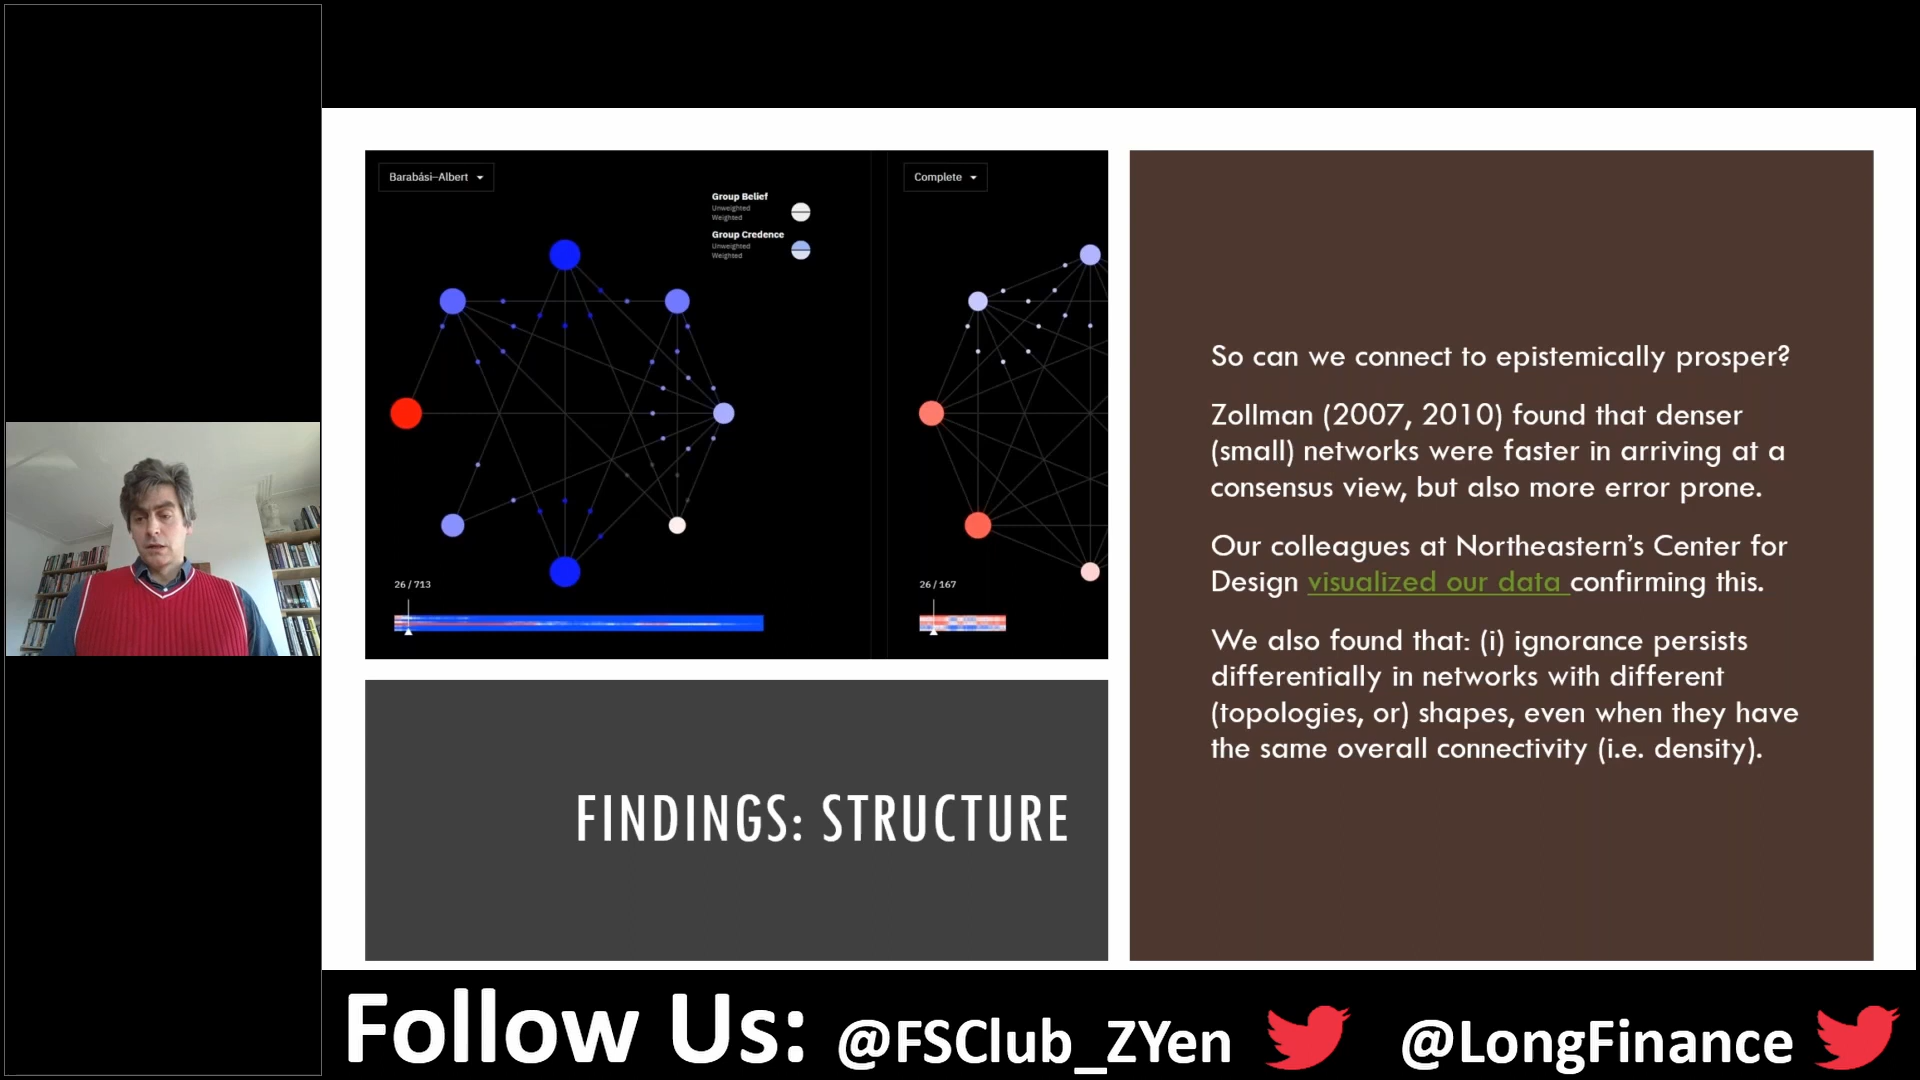 Barabási–Albert
Group Belief
Unweighted
Weighted
Group Credence
Unweighted
Weighted
26 / 713
Complete
26 / 167
FINDINGS: STRUCTURE
So can we connect to epistemically prosper?
Zollman (2007, 2010) found that denser
(small) networks were faster in arriving at a
consensus view, but also more error prone.
Our colleagues at Northeastern’s Center for
Design visualized our data confirming this.
We also found that: (i) ignorance persists
differentially in networks with different
(topologies, or) shapes, even when they have
the same overall connectivity (i.e. density).
Follow Us: @FSClub_ZYen @LongFinance